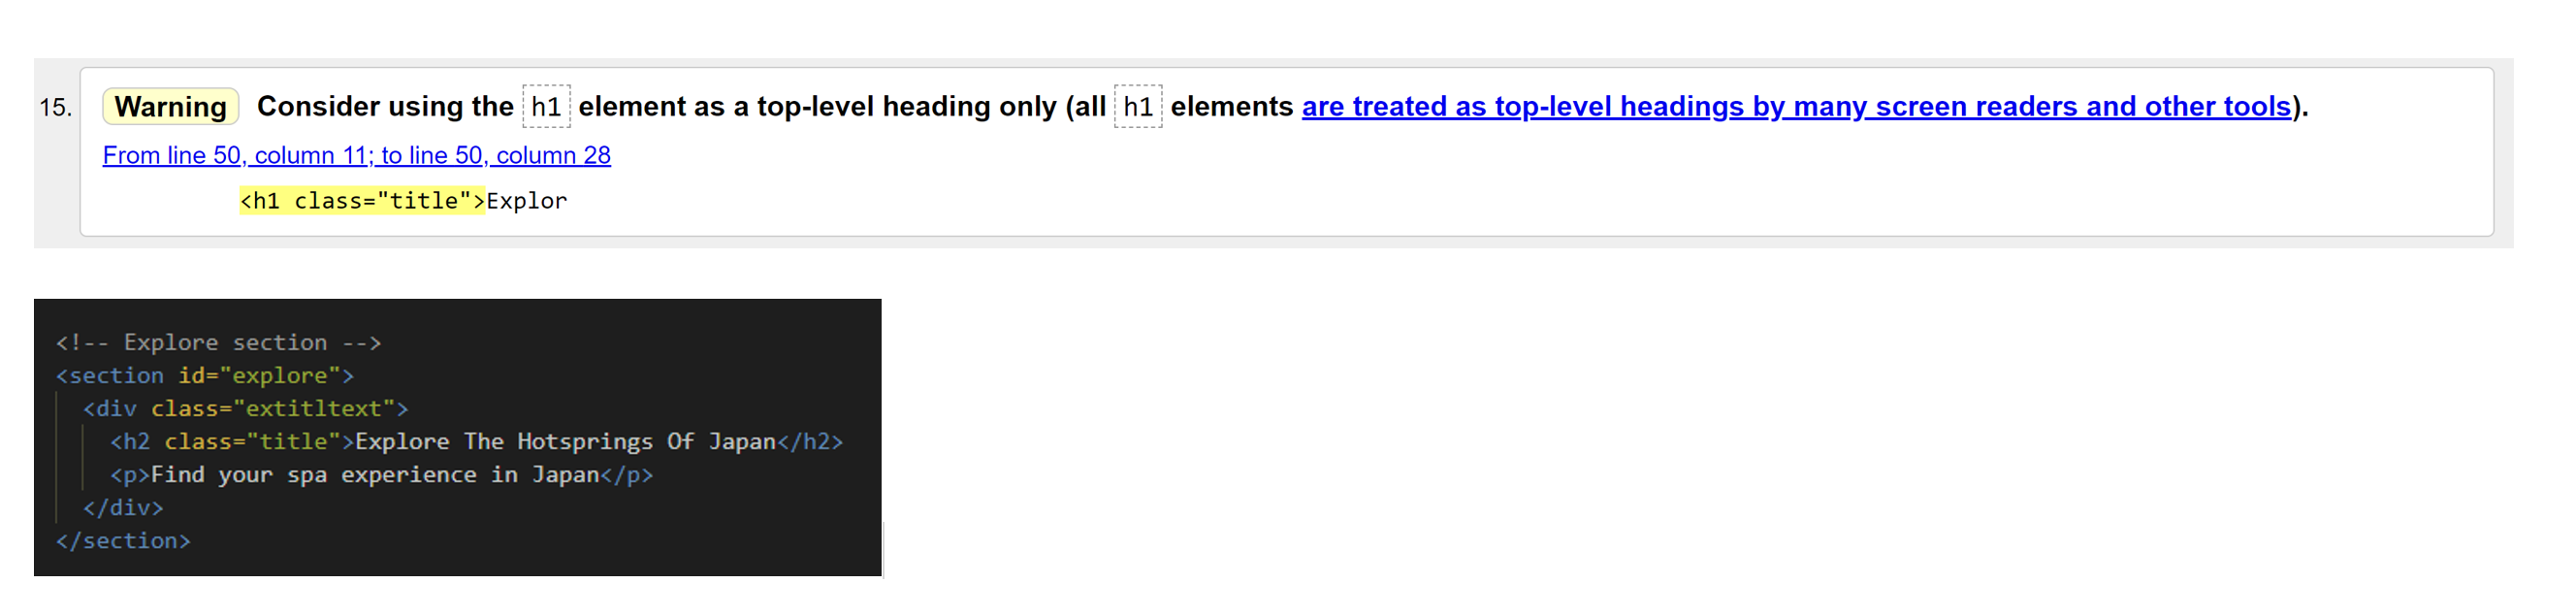 15. Warning Consider using the h1 element as a top-level heading only (all h1 elements are treated as top-level headings by many screen readers and other tools).
From line 50, column 11; to line 50, column 28
<h1 class="title">Explor
<!-- Explore section -->
<section id="explore">
<div class="extitltext">
<h2 class="title">Explore The Hotsprings Of Japan</h2>
<p>Find your spa experience in Japan</p>
</div>
</section>